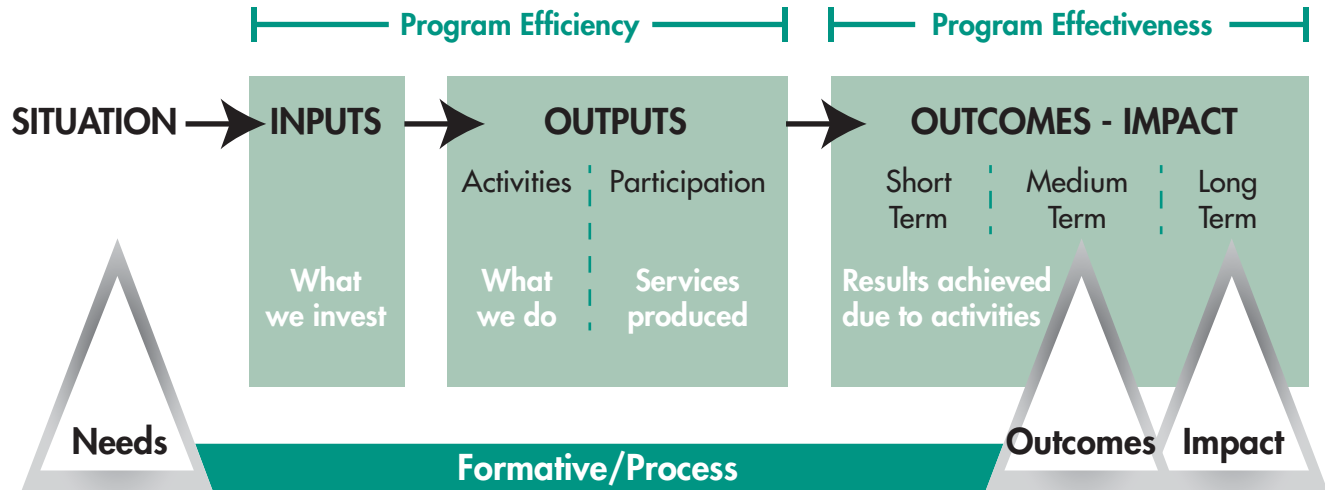 Program Efficiency
Program Effectiveness
SITUATION
INPUTS
OUTPUTS
OUTCOMES - IMPACT
Activities
Participation
Short
Term
Medium
Term
Long
Term
What
we invest
What
we do
Services
produced
Results achieved
due to activities
Needs
Formative/Process
Outcomes
Impact